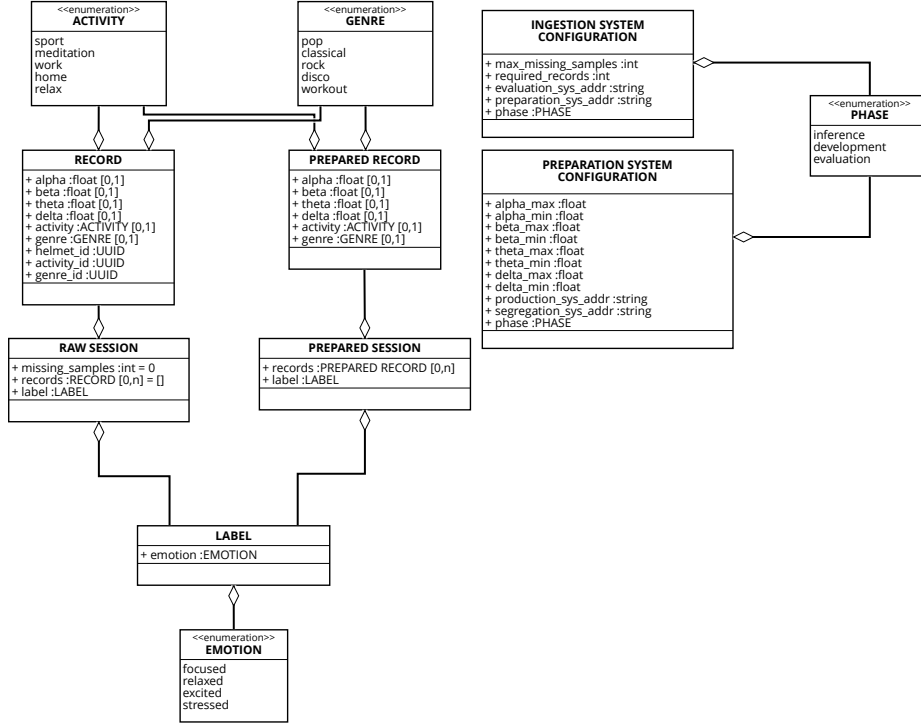 <<enumeration>>
ACTIVITY
sport
meditation
work
home
relax
<<enumeration>>
GENRE
pop
classical
rock
disco
workout
INGESTION SYSTEM
CONFIGURATION
+ max_missing_samples :int
+ required_records :int
+ evaluation_sys_addr :string
+ preparation_sys_addr :string
+ phase :PHASE
<<enumeration>>
PHASE
inference
development
evaluation
RECORD
+ alpha :float [0,1]
+ beta :float [0,1]
+ theta :float [0,1]
+ delta :float [0,1]
+ activity :ACTIVITY [0,1]
+ genre :GENRE [0,1]
+ helmet_id :UUID
+ activity_id :UUID
+ genre_id :UUID
PREPARED RECORD
+ alpha :float [0,1]
+ beta :float [0,1]
+ theta :float [0,1]
+ delta :float [0,1]
+ activity :ACTIVITY [0,1]
+ genre :GENRE [0,1]
PREPARATION SYSTEM
CONFIGURATION
+ alpha_max :float
+ alpha_min :float
+ beta_max :float
+ beta_min :float
+ theta_max :float
+ theta_min :float
+ delta_max :float
+ delta_min :float
+ production_sys_addr :string
+ segregation_sys_addr :string
+ phase :PHASE
RAW SESSION
+ missing_samples :int = 0
+ records :RECORD [0,n] = []
+ label :LABEL
PREPARED SESSION
+ records :PREPARED RECORD [0,n]
+ label :LABEL
LABEL
+ emotion :EMOTION
<<enumeration>>
EMOTION
focused
relaxed
excited
stressed